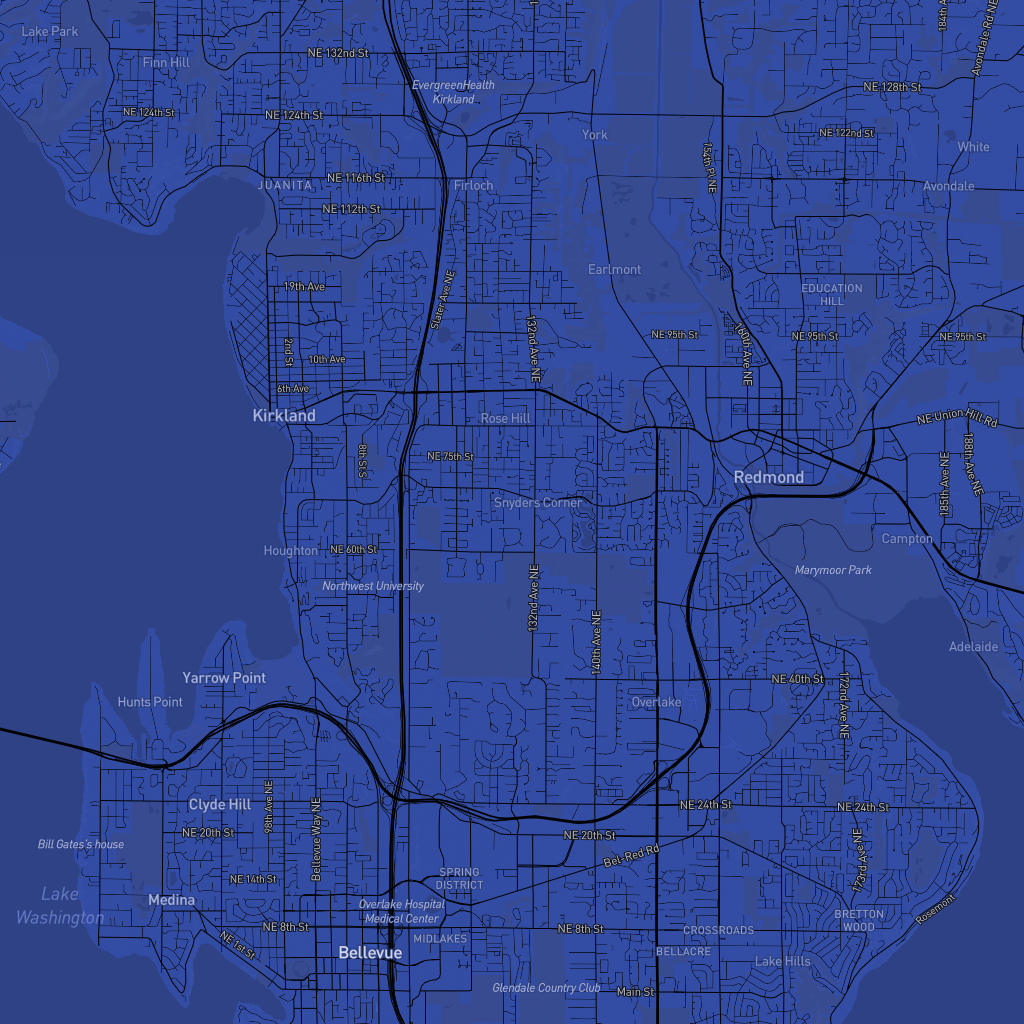 184th A
Avondale Rd NE
Lake Park
NE 132nd St
Finn Hill
EvergreenHealth
Kirkland
NE 128th St
NE 124th St
NE 124th St
York
NE 122nd St
White
154th Pl NE
NE 116th St
JUANITA
Firloch
Avondale
NE 112th St
Earlmont
19th Ave
EDUCATION
HILL
Slater Ave NE
132nd Ave NE
NE 95th St
160th Ave NE
NE 95th St
NE 95th St
2nd St
10th Ave
6th Ave
Kirkland
Rose Hill
NE Union Hill Rd
8th St S
NE 75th St
188th Ave NE
185th Ave NE
Redmond
Snyders Corner
Campton
Houghton
NE 60th St
Marymoor Park
Northwest University
132nd Ave NE
140th Ave NE
Adelaide
Yarrow Point
NE 40th St
172nd Ave NE
Hunts Point
Overlake
98th Ave NE
Bellevue Way NE
Clyde Hill
NE 24th St
NE 24th St
NE 20th St
NE 20th St
Bill Gates's house
Bel-Red Rd
173rd Ave NE
SPRING
DISTRICT
NE 14th St
Lake
Washington
Medina
Overlake Hospital
Medical Center
Rosemont
BRETTON
WOOD
NE 8th St
NE 8th St
CROSSROADS
MIDLAKES
NE 1st St
Bellevue
BELLACRE
Lake Hills
Glendale Country Club
Main St